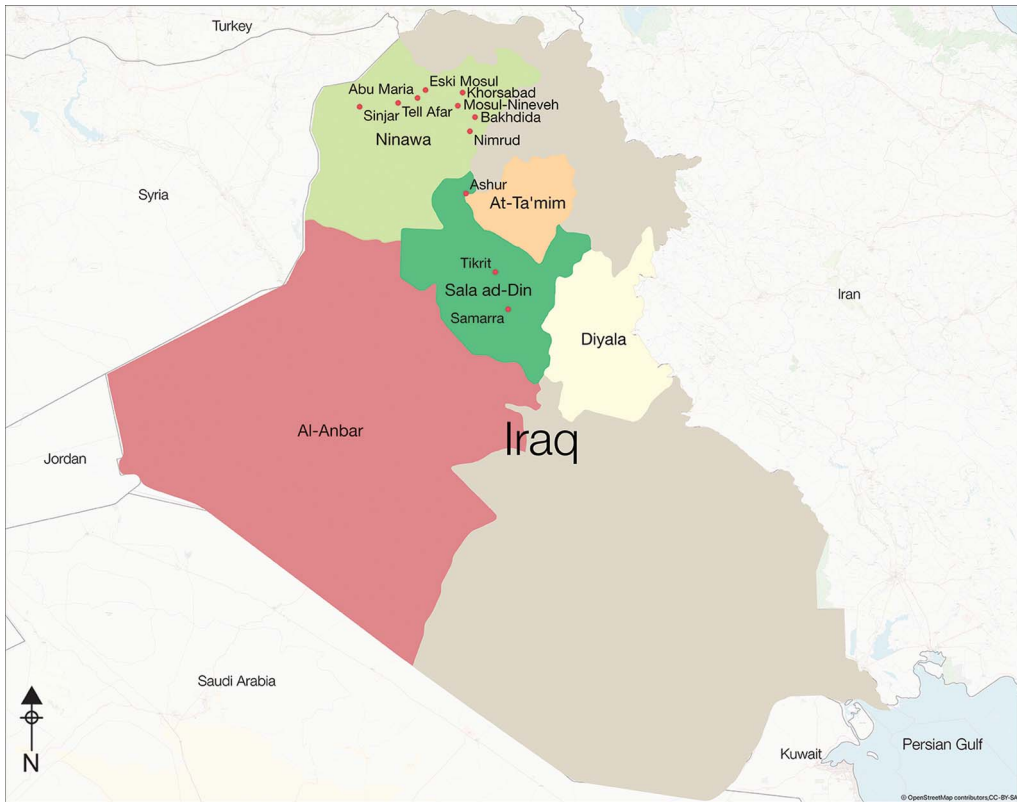 Turkey
Eski Mosul
Abu Maria
Khorsabad
Sinjar
Tell Afar
Mosul-Nineveh
Bakhdida
Ninawa
Nimrud
Syria
Ashur
At-Ta'mim
Tikrit
Sala ad-Din
Iran
Samarra
Diyala
Al-Anbar
Iraq
Jordan
Saudi Arabia
N
Kuwait
Persian Gulf
© OpenStreetMap contributors,CC-BY-SA